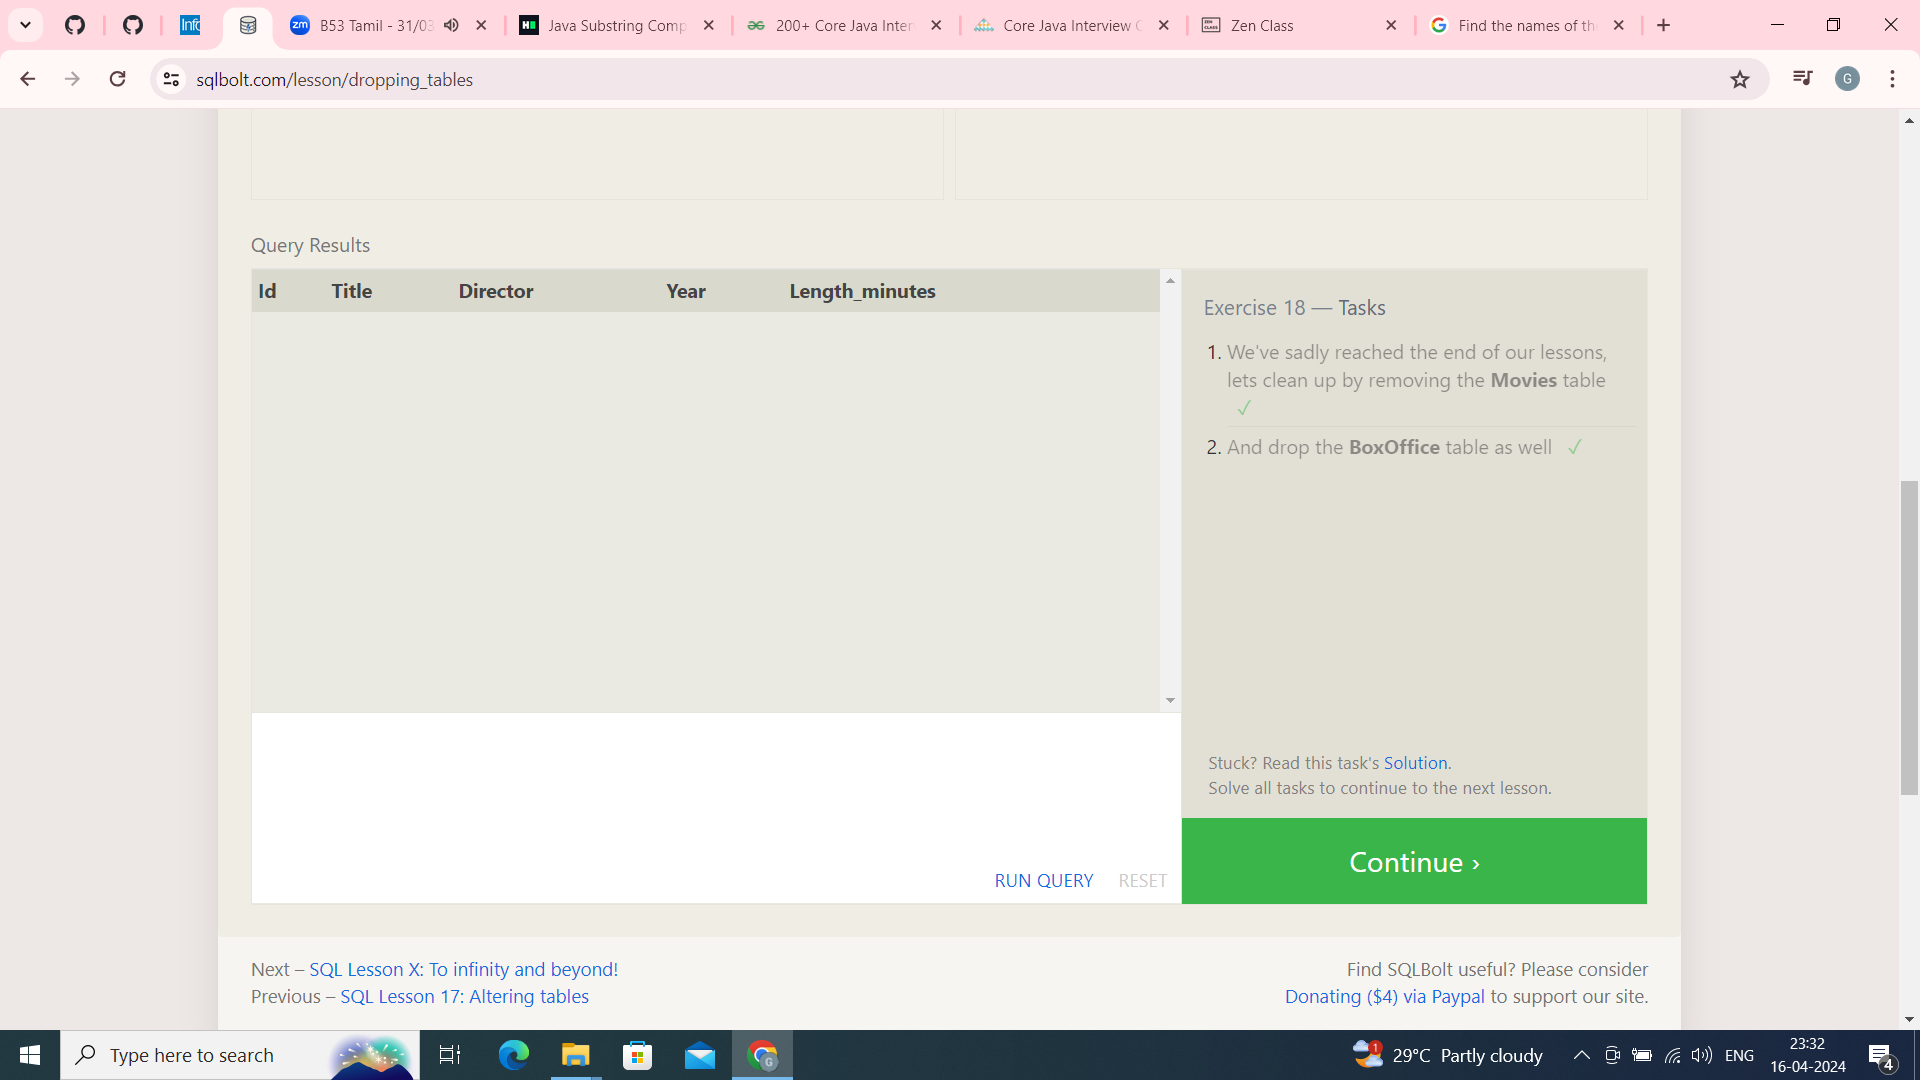 zm B53 Tamil - 31/03
Java Substring Comp
200+ Core Java Inter
Core Java Interview
Zen Class
Find the names of th
sqlbolt.com/lesson/dropping_tables
G
Query Results
Id Title Director Year Length_minutes
Exercise 18 — Tasks
1. We've sadly reached the end of our lessons,
lets clean up by removing the Movies table
✓
2. And drop the BoxOffice table as well ✓
Stuck? Read this task's Solution.
Solve all tasks to continue to the next lesson.
RUN QUERY RESET
Continue ›
Next – SQL Lesson X: To infinity and beyond!
Previous – SQL Lesson 17: Altering tables
Find SQLBolt useful? Please consider
Donating ($4) via Paypal to support our site.
Type here to search
1
29°C Partly cloudy
ENG
23:32
16-04-2024
4